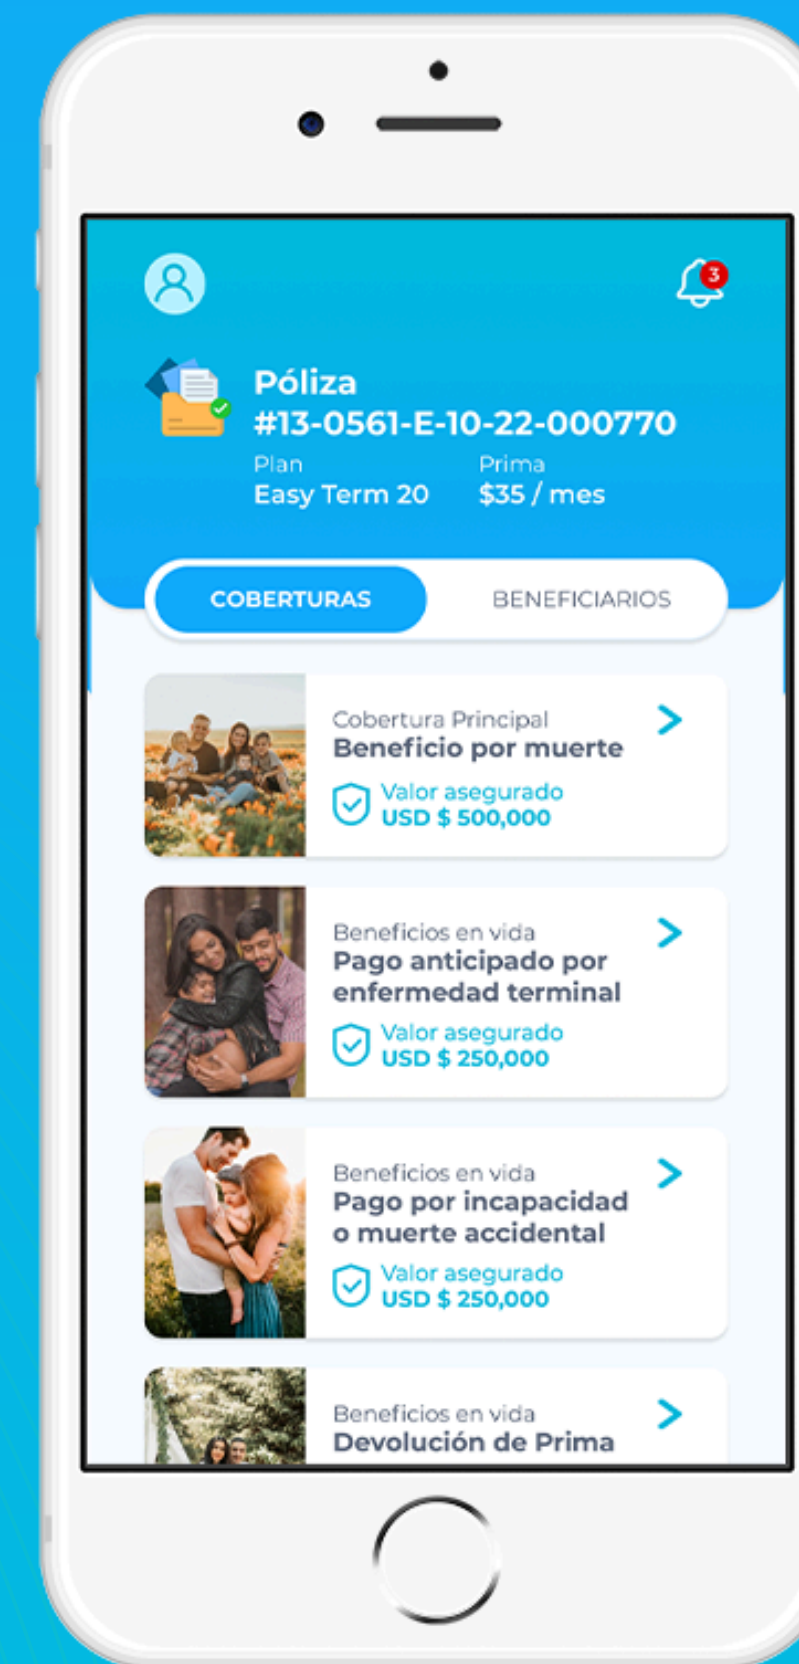 3
Póliza
#13-0561-E-10-22-000770
Plan Prima
Easy Term 20 $35 / mes
COBERTURAS BENEFICIARIOS
Cobertura Principal
Beneficio por muerte
Valor asegurado
USD $ 500,000
Beneficios en vida
Pago anticipado por
enfermedad terminal
Valor asegurado
USD $ 250,000
Beneficios en vida
Pago por incapacidad
o muerte accidental
Valor asegurado
USD $ 250,000
Beneficios en vida
Devolución de Prima